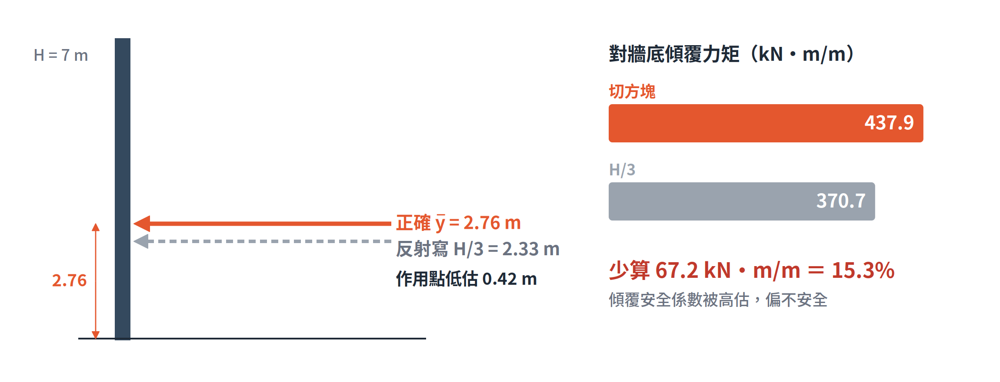 H = 7 m
正確 y̅ = 2.76 m
反射寫 H/3 = 2.33 m
作用點低估 0.42 m
2.76
對牆底傾覆力矩（kN・m/m）
切方塊
437.9
H/3
370.7
少算 67.2 kN・m/m ＝ 15.3%
傾覆安全係數被高估，偏不安全